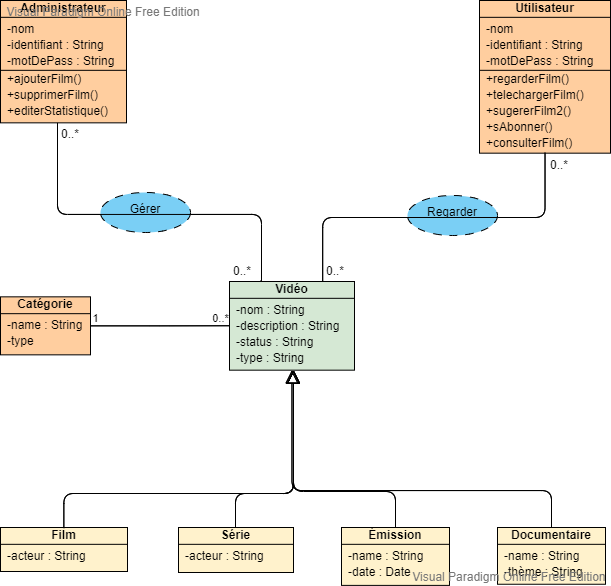 Visual Paradigm Online Free Edition
Administrateur
-nom
-identifiant : String
-motDePass : String
+ajouterFilm()
+supprimerFilm()
+editerStatistique()
0..*
Utilisateur
-nom
-identifiant : String
-motDePass : String
+regarderFilm()
+telechargerFilm()
+sugererFilm2()
+sAbonner()
+consulterFilm()
0..*
Gérer
Regarder
0..*
0..*
Catégorie
-name : String
-type
1
0..*
Vidéo
-nom : String
-description : String
-status : String
-type : String
Film
-acteur : String
Série
-acteur : String
Émission
-name : String
-date : Date
Documentaire
-name : String
-thème : String
Visual Paradigm Online Free Edition